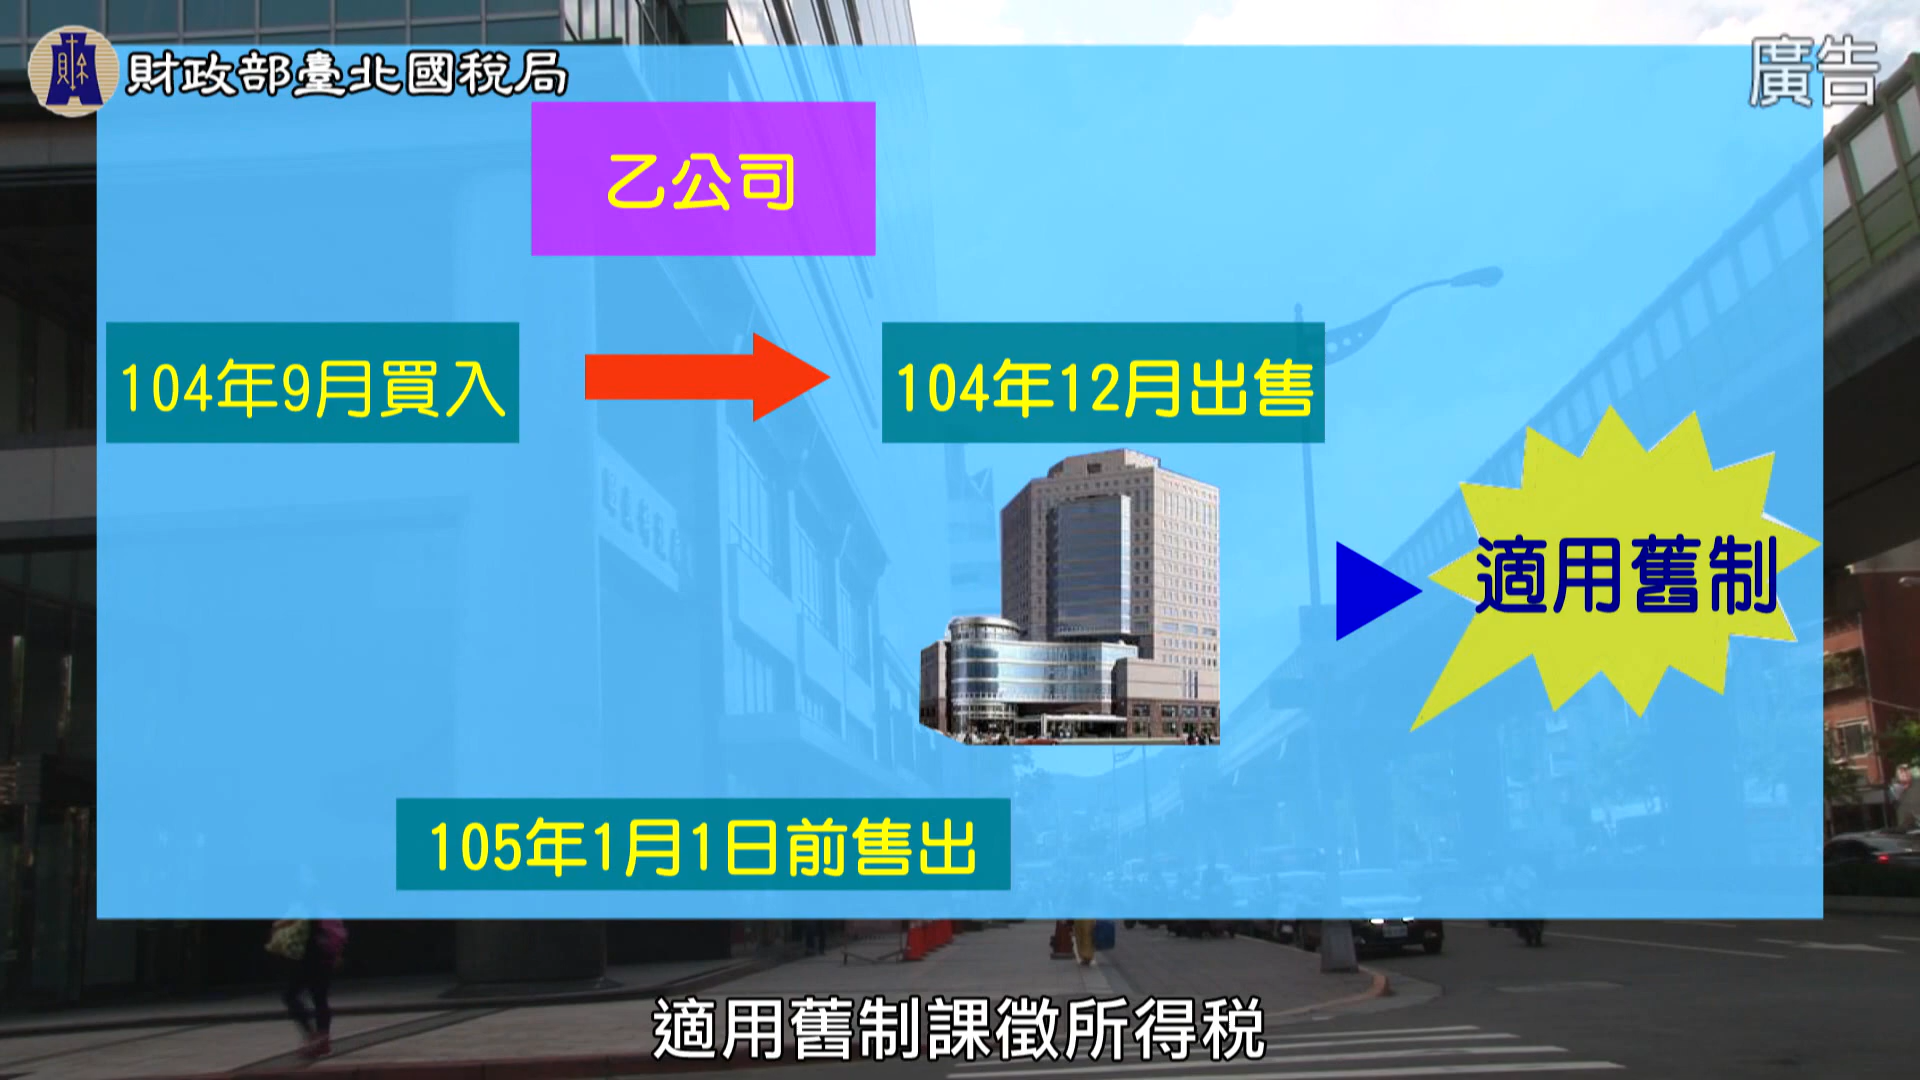 財政部臺北國稅局
廣告
乙公司
104年9月買入
104年12月出售
適用舊制
105年1月1日前售出
適用舊制課徵所得稅